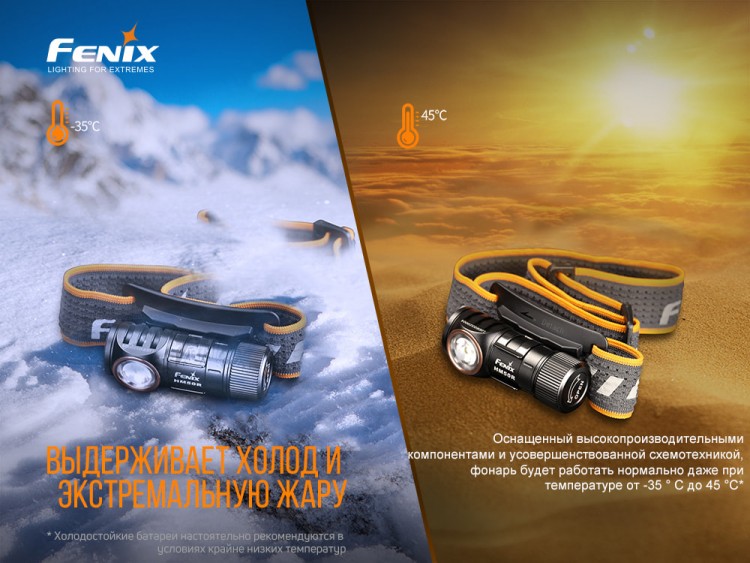 FENIX
LIGHTING FOR EXTREMES
-35°C
45°C
FENIX
HM50R
FENIX
HM50R
OPEN
ВЫДЕРЖИВАЕТ ХОЛОД И
ЭКСТРЕМАЛЬНУЮ ЖАРУ
* Холодостойкие батареи настоятельно рекомендуются в
условиях крайне низких температур
Оснащенный высокопроизводительными
компонентами и усовершенствованной схемотехникой,
фонарь будет работать нормально даже при
температуре от -35 ° C до 45 °C*